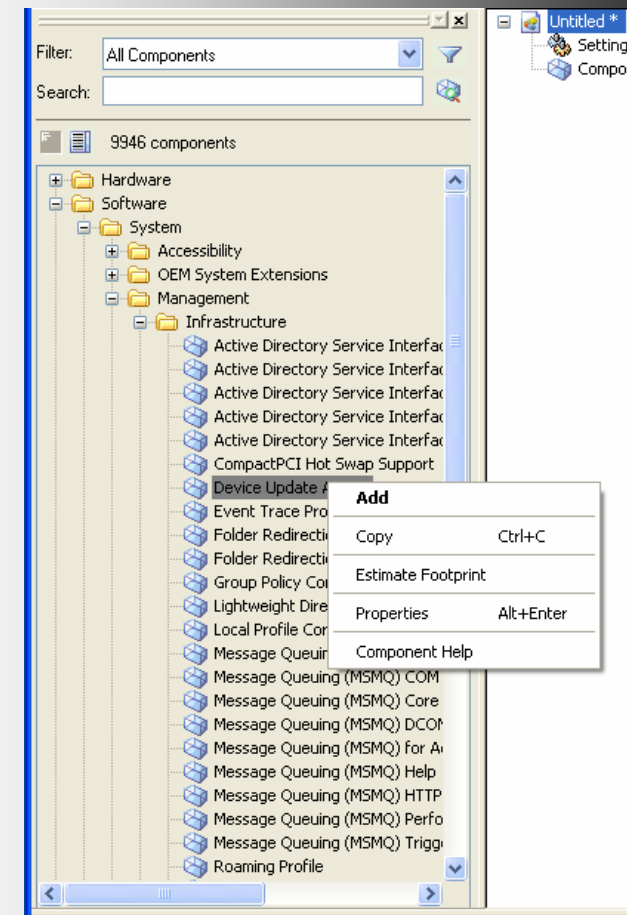 Untitled *
Filter: All Components
Setting
Compo
Search:
9946 components
Hardware
Software
System
Accessibility
OEM System Extensions
Management
Infrastructure
Active Directory Service Interfac
Active Directory Service Interfac
Active Directory Service Interfac
Active Directory Service Interfac
Active Directory Service Interfac
CompactPCI Hot Swap Support
Device Update A
Add
Event Trace Pro
Folder Redirecti
Copy Ctrl+C
Folder Redirecti
Estimate Footprint
Group Policy Co
Lightweight Dire
Properties Alt+Enter
Local Profile Cor
Message Queuin
Component Help
Message Queuing (MSMQ) COM
Message Queuing (MSMQ) Core
Message Queuing (MSMQ) DCOM
Message Queuing (MSMQ) for A
Message Queuing (MSMQ) Help
Message Queuing (MSMQ) HTTP
Message Queuing (MSMQ) Perfo
Message Queuing (MSMQ) Trigg
Roaming Profile